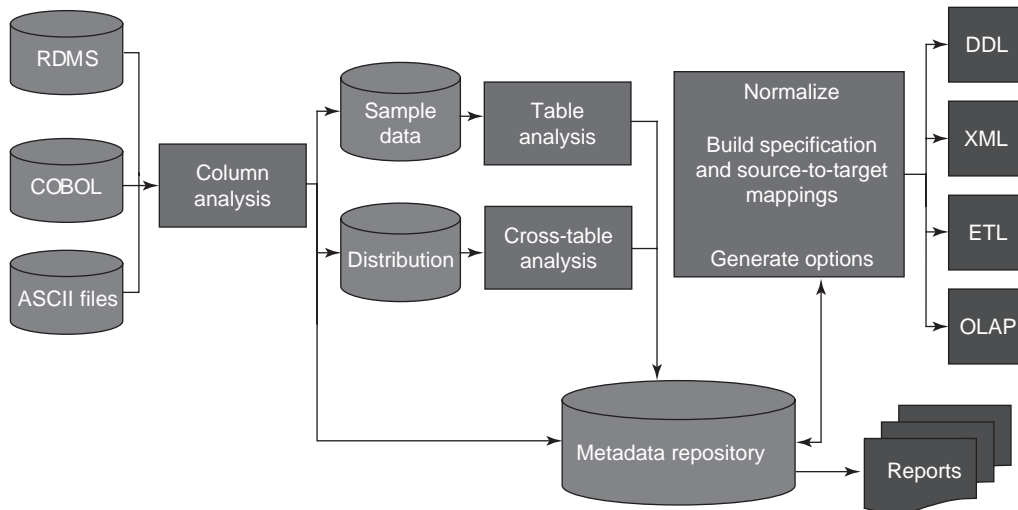 RDMS
COBOL
ASCII files
Column
analysis
Sample
data
Distribution
Table
analysis
Cross-table
analysis
Normalize
Build specification
and source-to-target
mappings
Generate options
DDL
XML
ETL
OLAP
Metadata repository
Reports